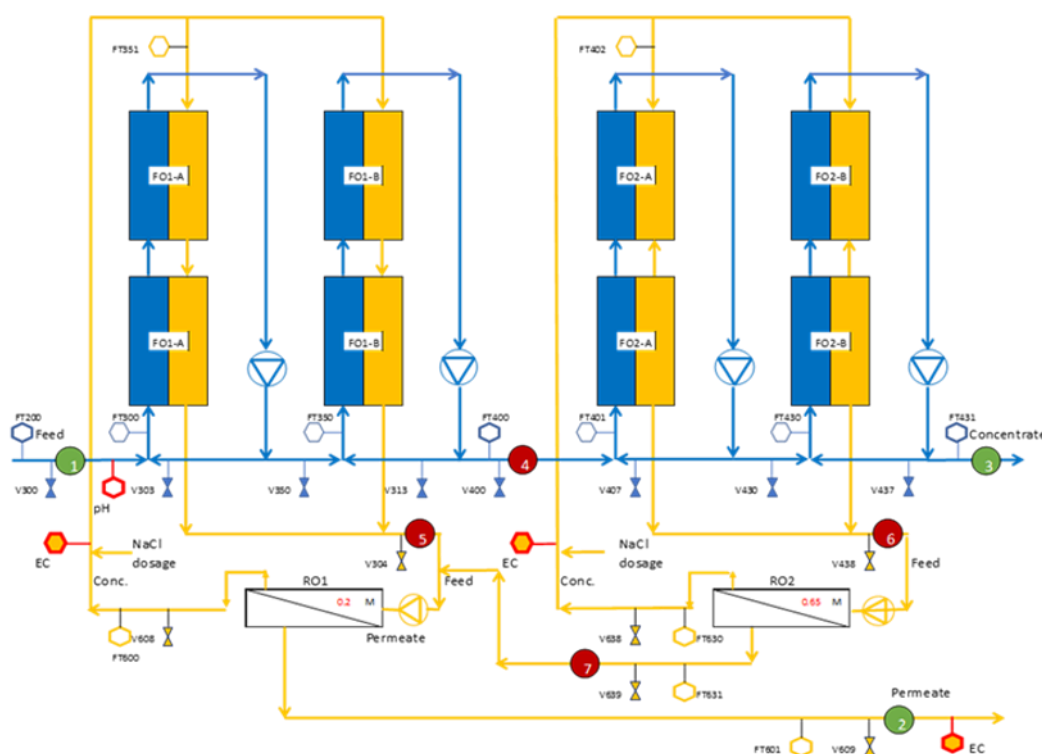 FT351
FT402
FO1-A
FO1-B
FO2-A
FO2-B
FO1-A
FO1-B
FO2-A
FO2-B
FT200
Feed
FT300
FT350
FT400
FT401
FT430
FT431
Concentrate
1
4
3
V300
pH
V303
V350
V313
V400
V407
V430
V437
EC
NaCl
dosage
5
V304
EC
NaCl
dosage
6
V438
Conc.
RO1
Feed
Conc.
RO2
Feed
0.2 M
0.65 M
V608
FT600
Permeate
V638
FT630
7
V639
FT631
Permeate
2
FT601
V609
EC